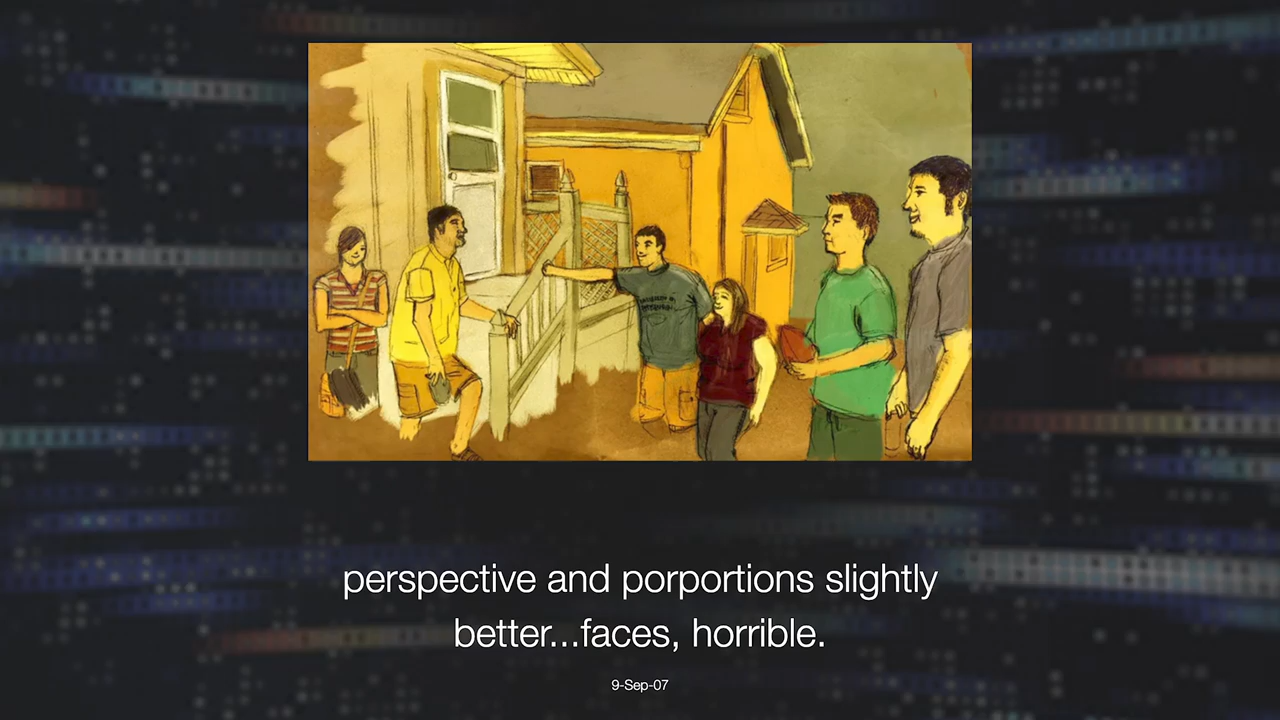 perspective and porportions slightly
better...faces, horrible.
9-Sep-07